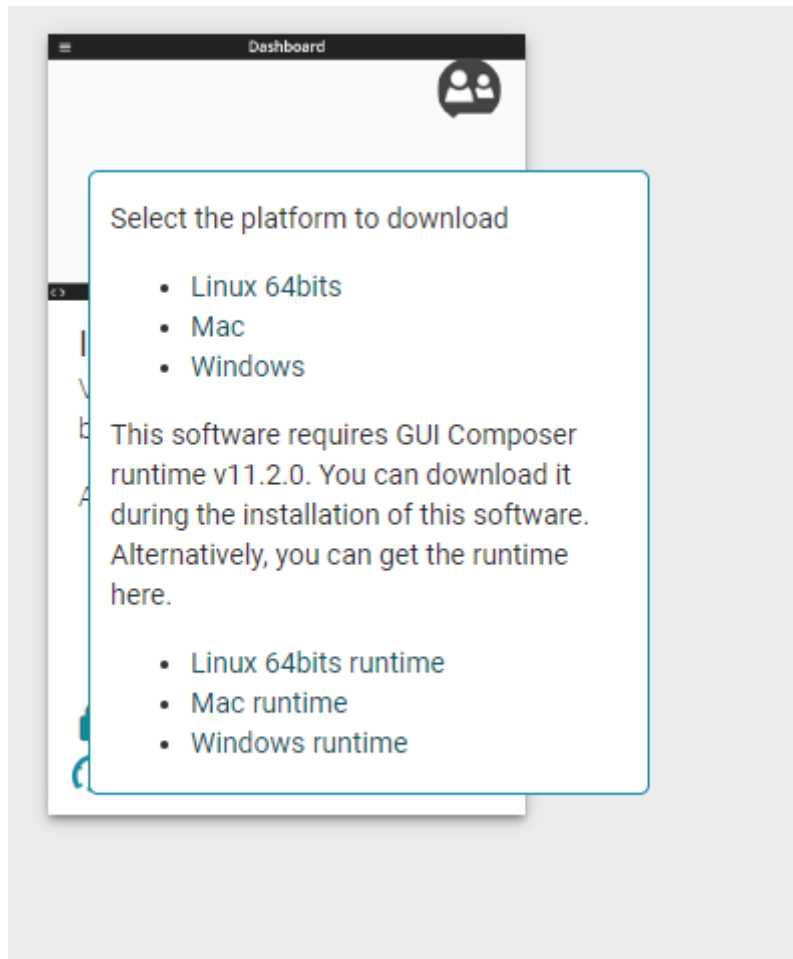 Dashboard
Select the platform to download
Linux 64bits
Mac
Windows
This software requires GUI Composer
runtime v11.2.0. You can download it
during the installation of this software.
Alternatively, you can get the runtime
here.
Linux 64bits runtime
Mac runtime
Windows runtime